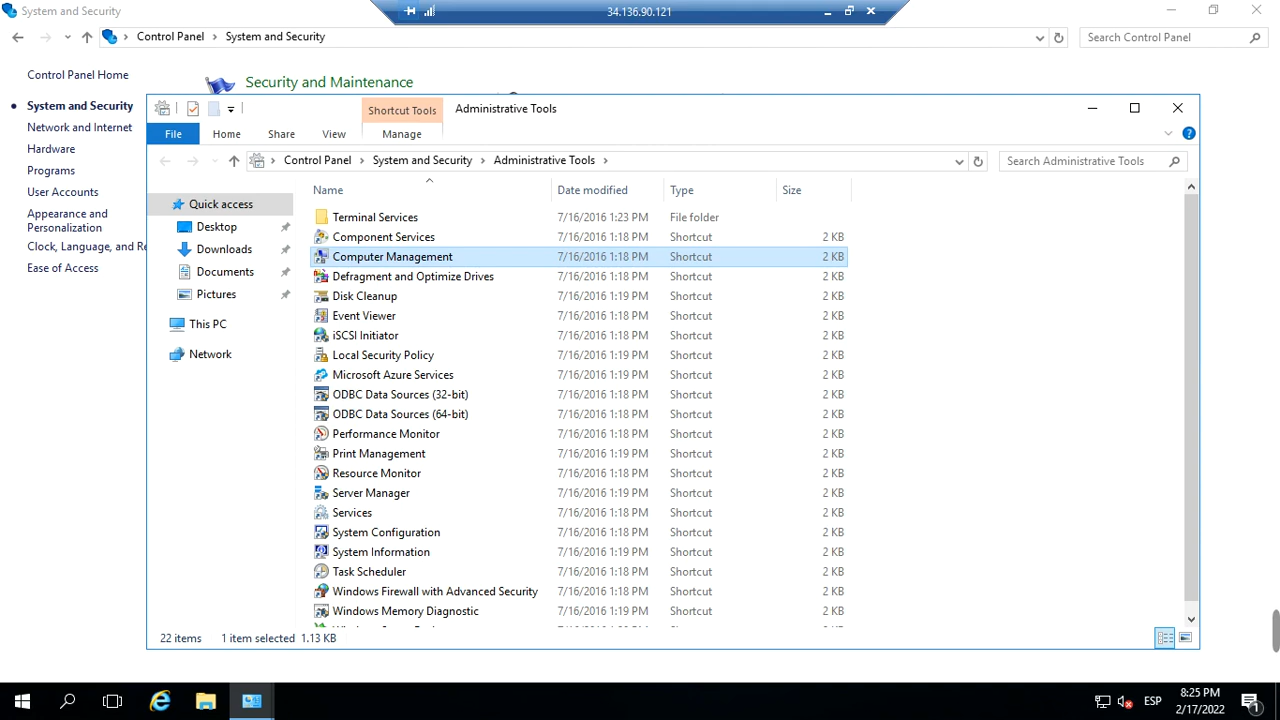 System and Security
34.136.90.121
Control Panel
System and Security
Search Control Panel
Control Panel Home
System and Security
Network and Internet
Hardware
Programs
User Accounts
Appearance and
Personalization
Clock, Language, and Re
Ease of Access
Security and Maintenance
Shortcut Tools
Administrative Tools
File
Home
Share
View
Manage
Control Panel
System and Security
Administrative Tools
Search Administrative Tools
Quick access
Desktop
Downloads
Documents
Pictures
This PC
Network
Name Date modified Type Size
Terminal Services 7/16/2016 1:23 PM File folder
Component Services 7/16/2016 1:18 PM Shortcut 2 KB
Computer Management 7/16/2016 1:18 PM Shortcut 2 KB
Defragment and Optimize Drives 7/16/2016 1:18 PM Shortcut 2 KB
Disk Cleanup 7/16/2016 1:19 PM Shortcut 2 KB
Event Viewer 7/16/2016 1:18 PM Shortcut 2 KB
iSCSI Initiator 7/16/2016 1:18 PM Shortcut 2 KB
Local Security Policy 7/16/2016 1:19 PM Shortcut 2 KB
Microsoft Azure Services 7/16/2016 1:19 PM Shortcut 2 KB
ODBC Data Sources (32-bit) 7/16/2016 1:18 PM Shortcut 2 KB
ODBC Data Sources (64-bit) 7/16/2016 1:18 PM Shortcut 2 KB
Performance Monitor 7/16/2016 1:18 PM Shortcut 2 KB
Print Management 7/16/2016 1:19 PM Shortcut 2 KB
Resource Monitor 7/16/2016 1:18 PM Shortcut 2 KB
Server Manager 7/16/2016 1:19 PM Shortcut 2 KB
Services 7/16/2016 1:18 PM Shortcut 2 KB
System Configuration 7/16/2016 1:18 PM Shortcut 2 KB
System Information 7/16/2016 1:19 PM Shortcut 2 KB
Task Scheduler 7/16/2016 1:18 PM Shortcut 2 KB
Windows Firewall with Advanced Security 7/16/2016 1:18 PM Shortcut 2 KB
Windows Memory Diagnostic 7/16/2016 1:19 PM Shortcut 2 KB
22 items 1 item selected 1.13 KB
ESP
8:25 PM
2/17/2022
1